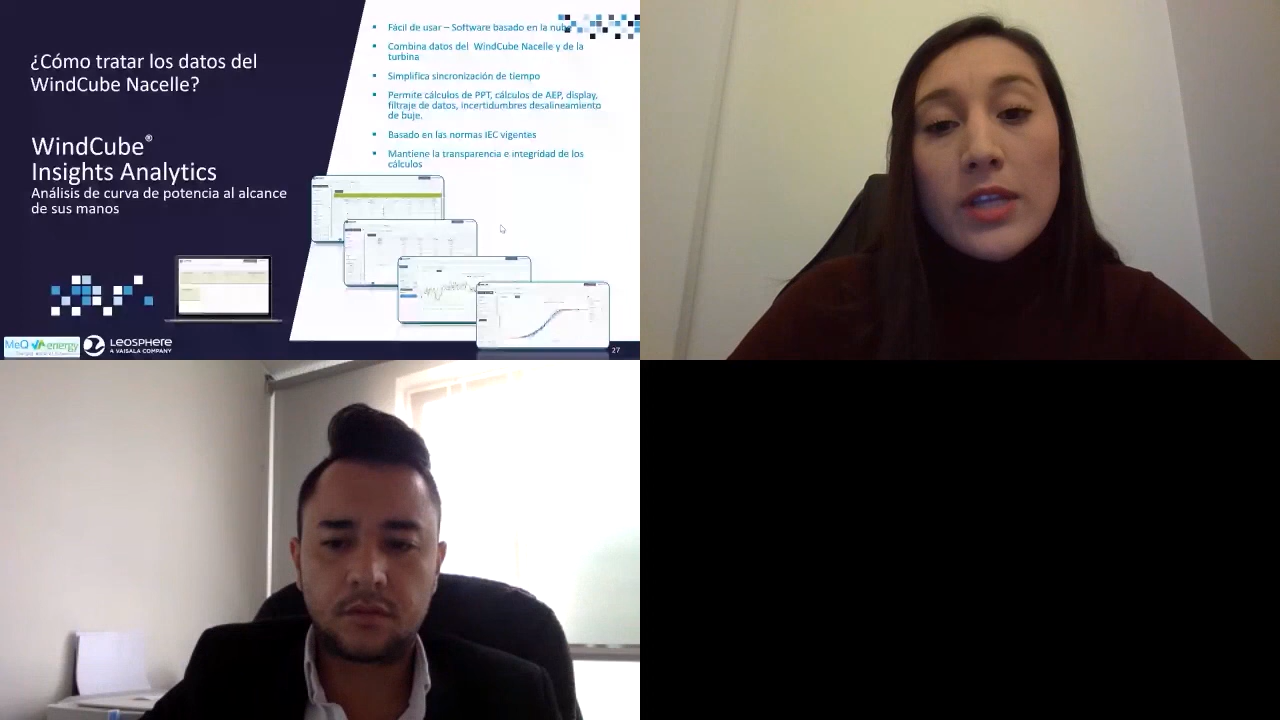 ¿Cómo tratar los datos del
WindCube Nacelle?
WindCube®
Insights Analytics
Análisis de curva de potencia al alcance
de sus manos
Fácil de usar – Software basado en la nube
Combina datos del WindCube Nacelle y de la
turbina
Simplifica sincronización de tiempo
Permite cálculos de PPT, cálculos de AEP, display,
filtraje de datos, incertidumbres desalineamiento
de buje.
Basado en las normas IEC vigentes
Mantiene la transparencia e integridad de los
cálculos
MeQ energy
LEOSPHERE
A VAISALA COMPANY
27